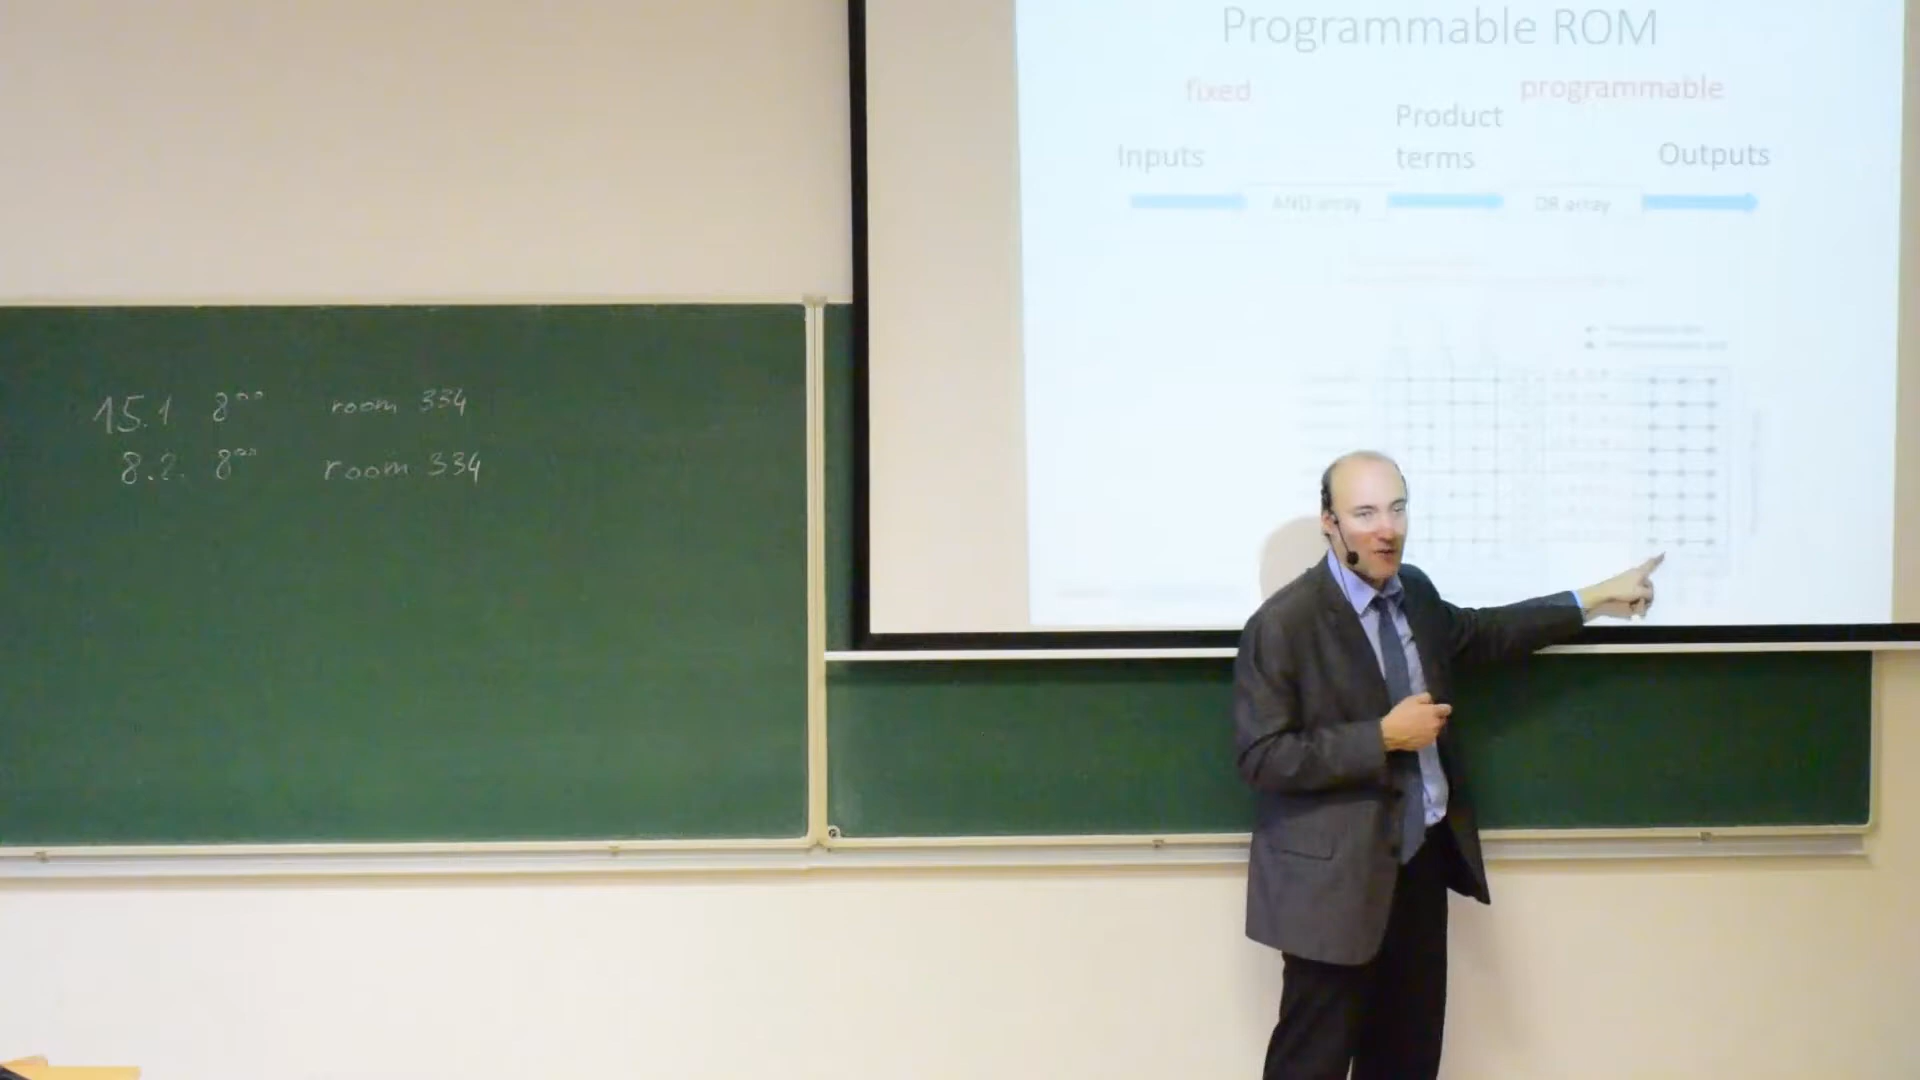 15.1 8⁰⁰ room 334
8.2. 8⁰⁰ room 334
Programmable ROM
fixed programmable
Product
Inputs terms Outputs
AND array OR array